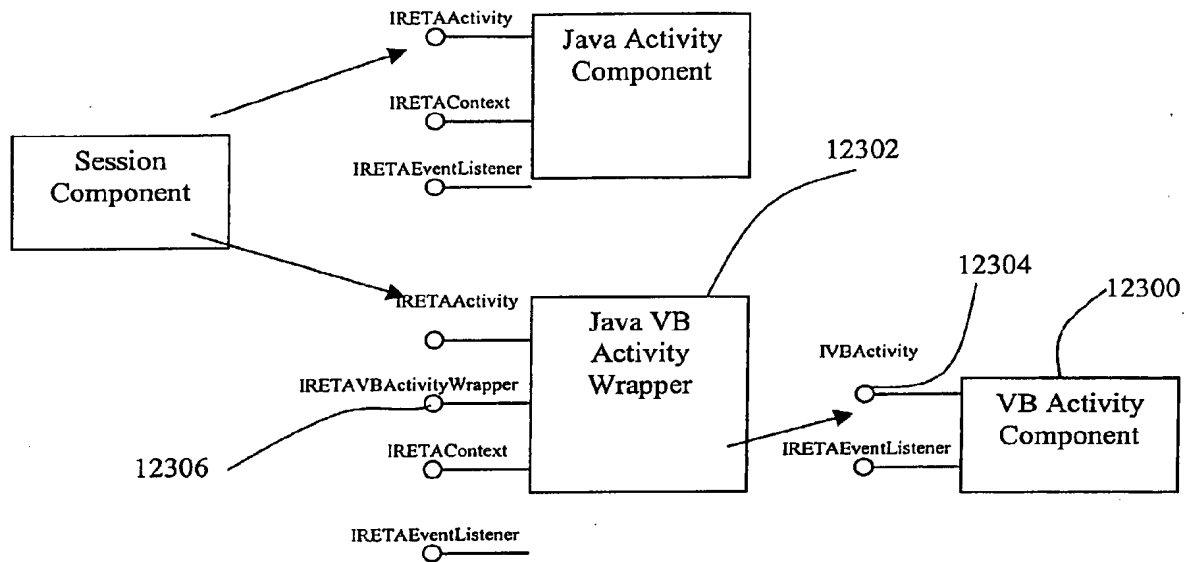 IRETAActivity
Java Activity
Component
IRETAContext
IRETAEventListener
Session
Component
12302
IRETAActivity
Java VB
Activity
Wrapper
IRETAVBActivityWrapper
12306
IRETAContext
IRETAEventListener
12304
12300
IVBActivity
VB Activity
Component
IRETAEventListener